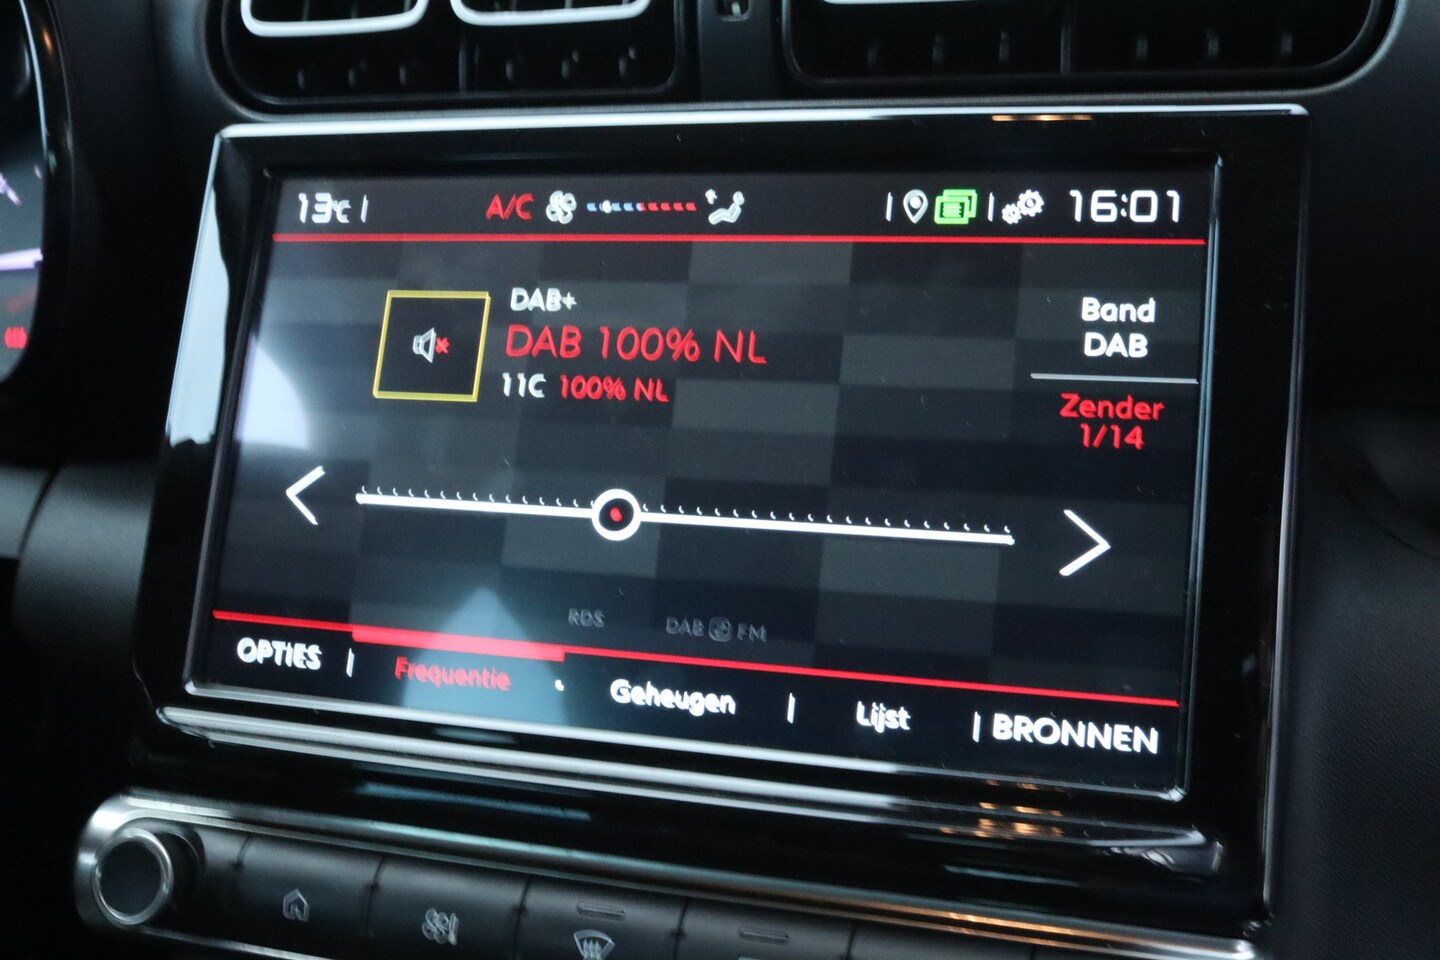 13°C
A/C
16:01
DAB+
DAB 100% NL
11C 100% NL
Band
DAB
Zender
1/14
RDS
DAB FM
OPTIES
Frequentie
Geheugen
Lijst
BRONNEN